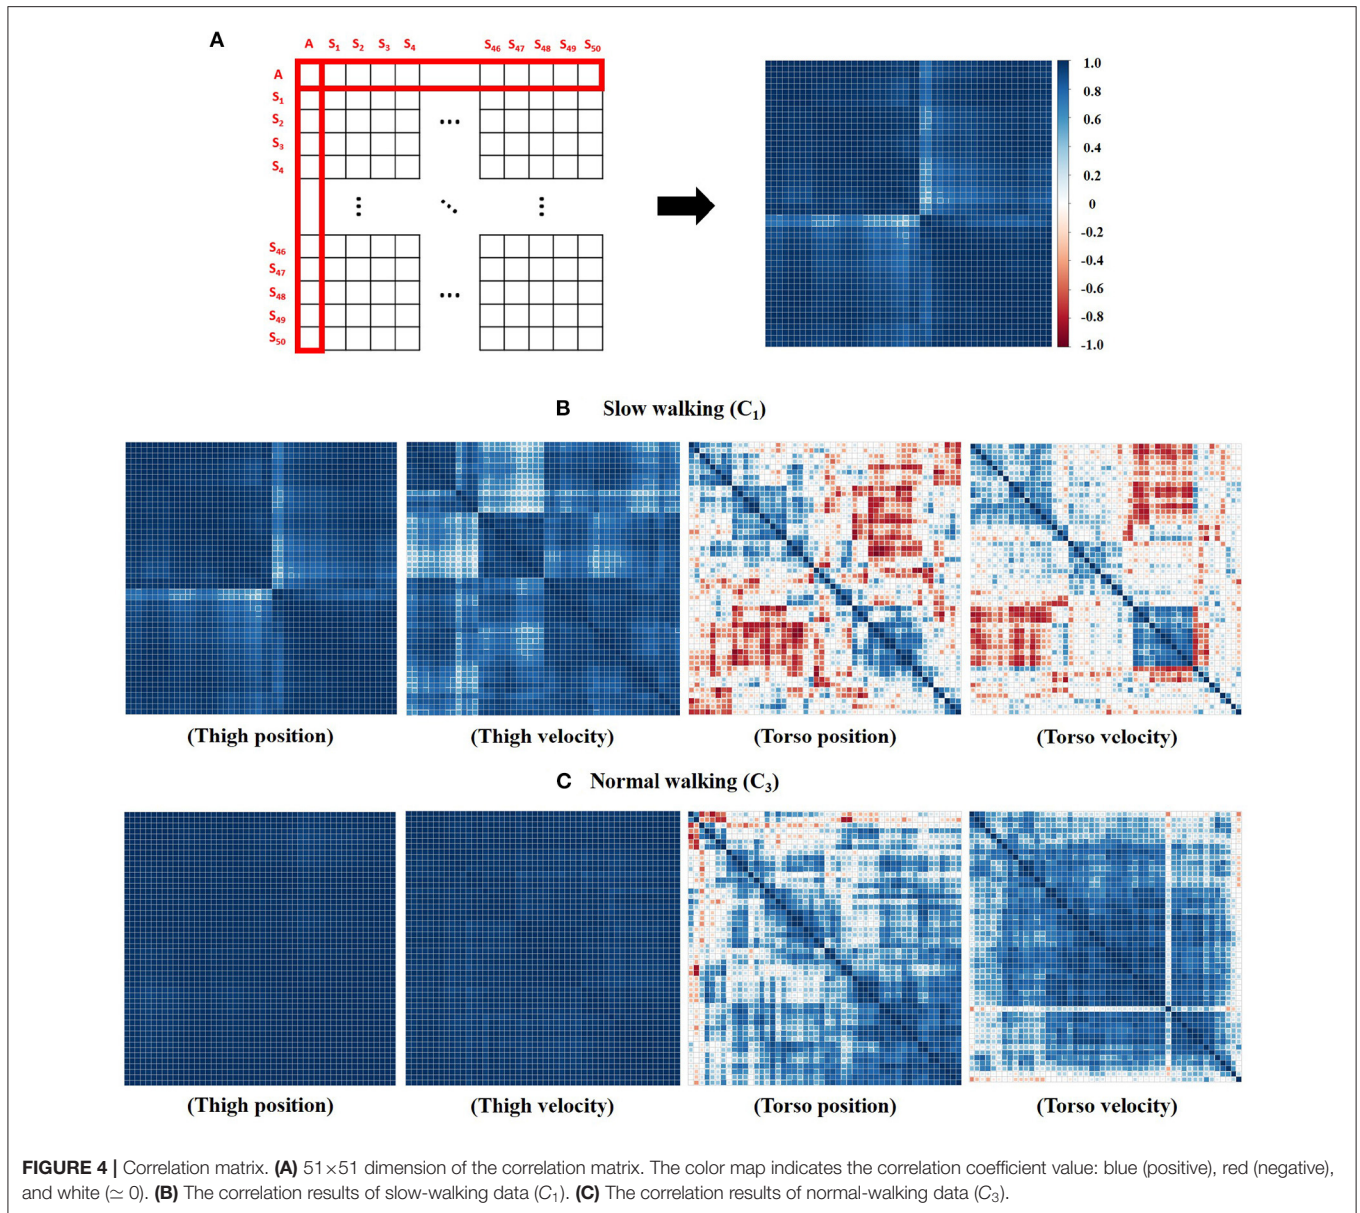 A
A S1 S2 S3 S4 S46 S47 S48 S49 S50
A
S1
S2
S3
S4
S46
S47
S48
S49
S50
...
...
1.0
0.8
0.6
0.4
0.2
0
-0.2
-0.4
-0.6
-0.8
-1.0
B Slow walking (C1)
(Thigh position) (Thigh velocity) (Torso position) (Torso velocity)
C Normal walking (C3)
(Thigh position) (Thigh velocity) (Torso position) (Torso velocity)
FIGURE 4 | Correlation matrix. (A) 51×51 dimension of the correlation matrix. The color map indicates the correlation coefficient value: blue (positive), red (negative),
and white (≃ 0). (B) The correlation results of slow-walking data (C1). (C) The correlation results of normal-walking data (C3).